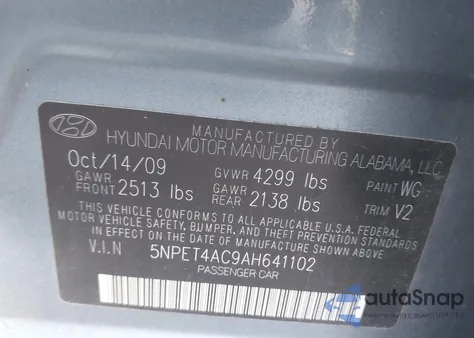 MANUFACTURED BY
HYUNDAI MOTOR MANUFACTURING ALABAMA, LLC
Oct/14/09 GVWR 4299 lbs PAINT WG
GAWR FRONT 2513 lbs GAWR REAR 2138 lbs TRIM V2
THIS VEHICLE CONFORMS TO ALL APPLICABLE U.S. FEDERAL
MOTOR VEHICLE SAFETY, BUMPER, AND THEFT PREVENTION
STANDARDS IN EFFECT ON THE DATE OF MANUFACTURE SHOWN ABOVE
V.I.N 5NPET4AC9AH641102
PASSENGER CAR
autoSnap